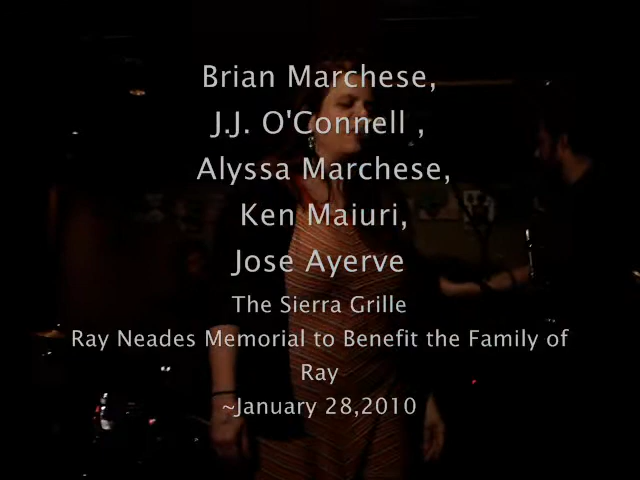 Brian Marchese,
J.J. O'Connell ,
Alyssa Marchese,
Ken Maiuri,
Jose Ayerve
The Sierra Grille
Ray Neades Memorial to Benefit the Family of
Ray
~January 28,2010